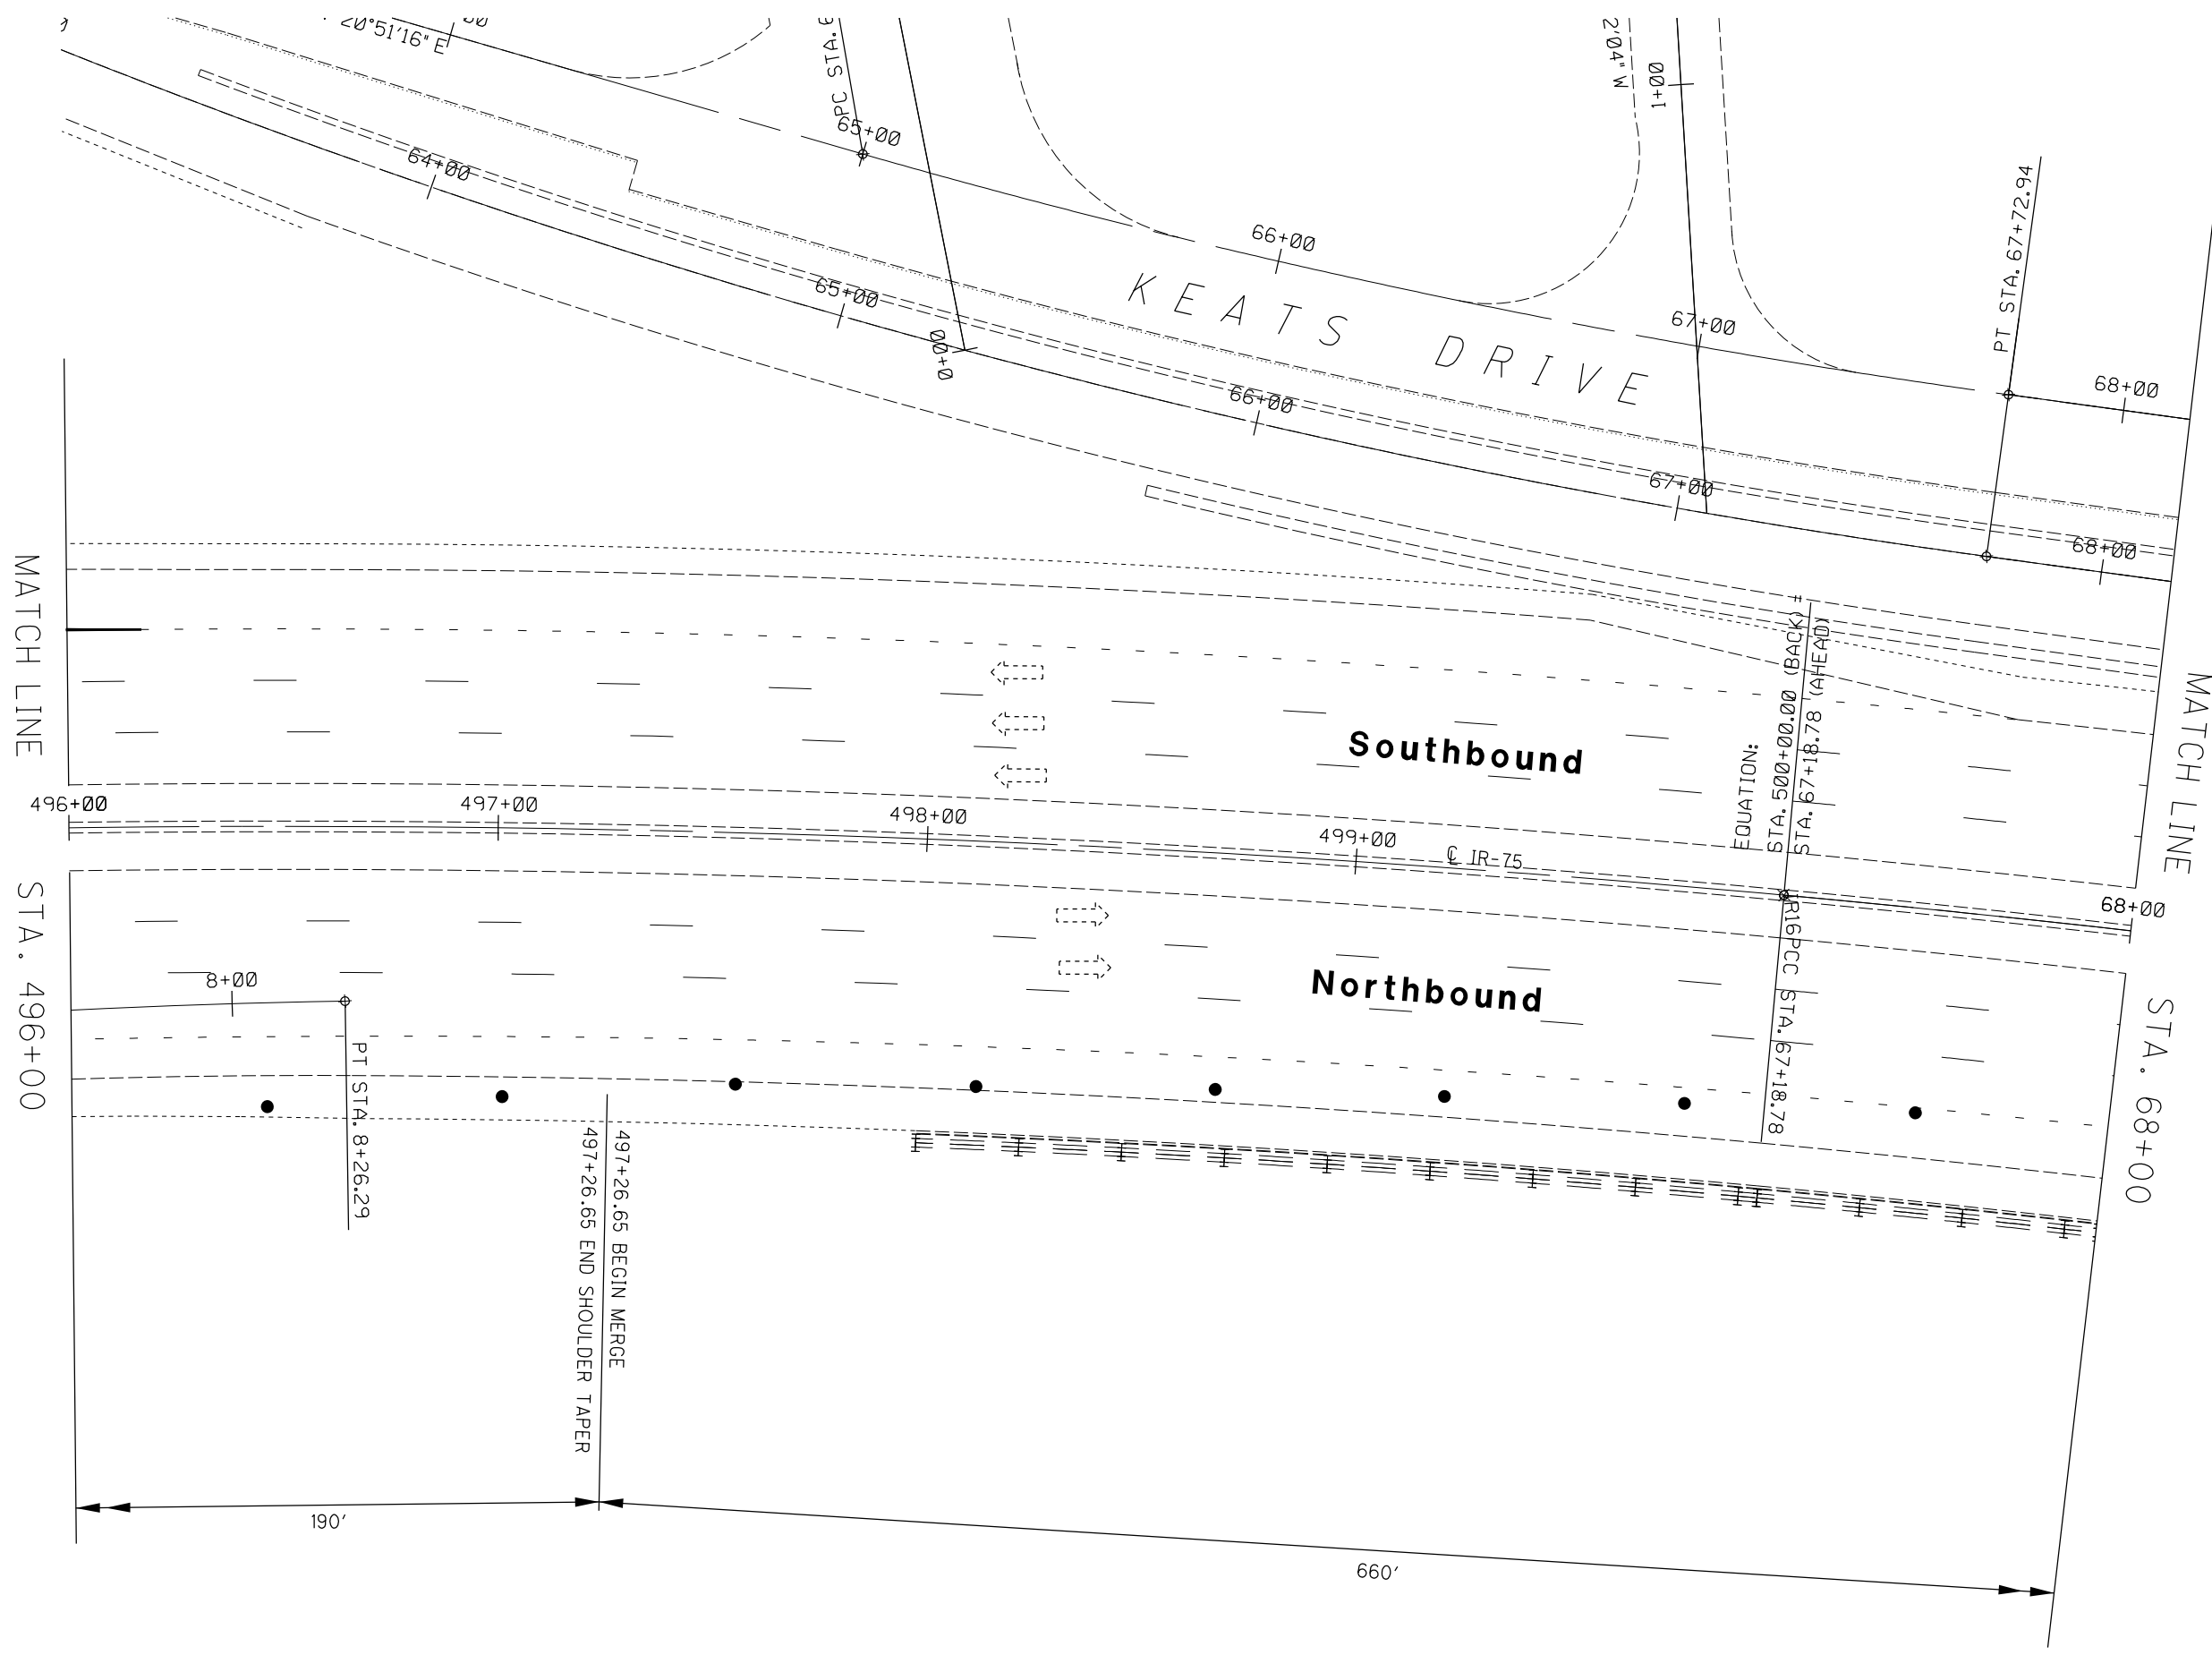 20°51'16" E
PC STA. 6
2'04" W
1+00
65+00
64+00
66+00
PT STA. 67+72.94
KEATS DRIVE
65+00
0+00
67+00
68+00
66+00
67+00
68+00
MATCH LINE
STA. 496+00
MATCH LINE
STA. 68+00
Southbound
EQUATION:
STA. 500+00.00 (BACK) =
STA. 67+18.78 (AHEAD)
496+00
497+00
498+00
499+00
℄ IR-75
68+00
R16PCC STA. 67+18.78
Northbound
8+00
PT STA. 8+26.29
497+26.65 BEGIN MERGE
497+26.65 END SHOULDER TAPER
190'
660'